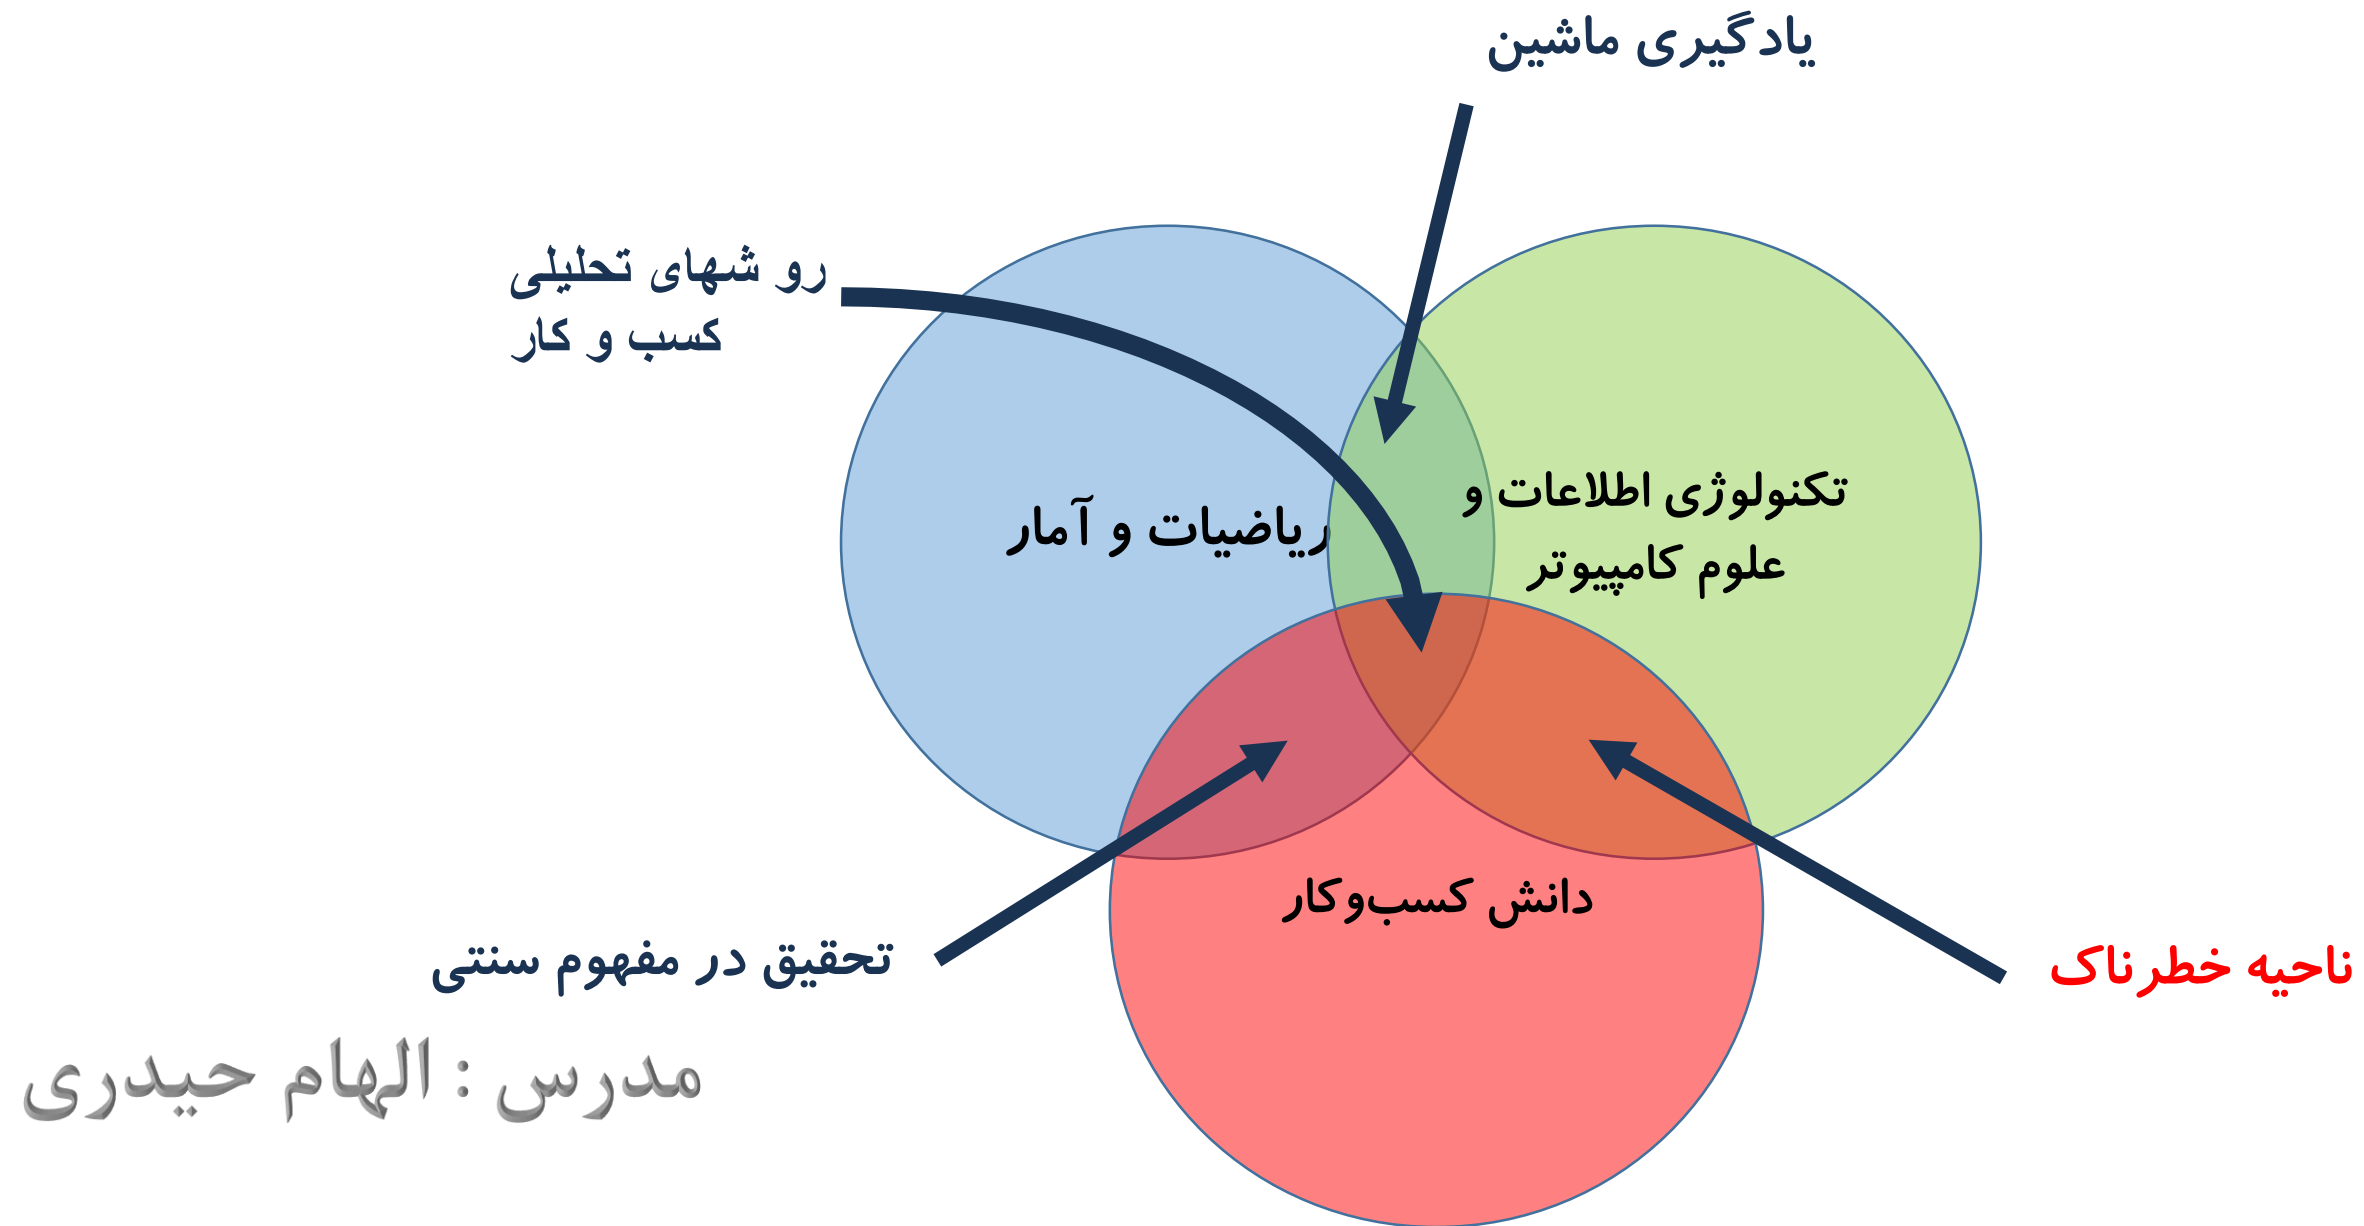 یادگیری ماشین
رو شهای تحلیلی
کسب و کار
تکنولوژی اطلاعات و
علوم کامپیوتر
ریاضیات و آمار
دانش کسب‌وکار
ناحیه خطرناک
تحقیق در مفهوم سنتی
مدرس : الهام حیدری